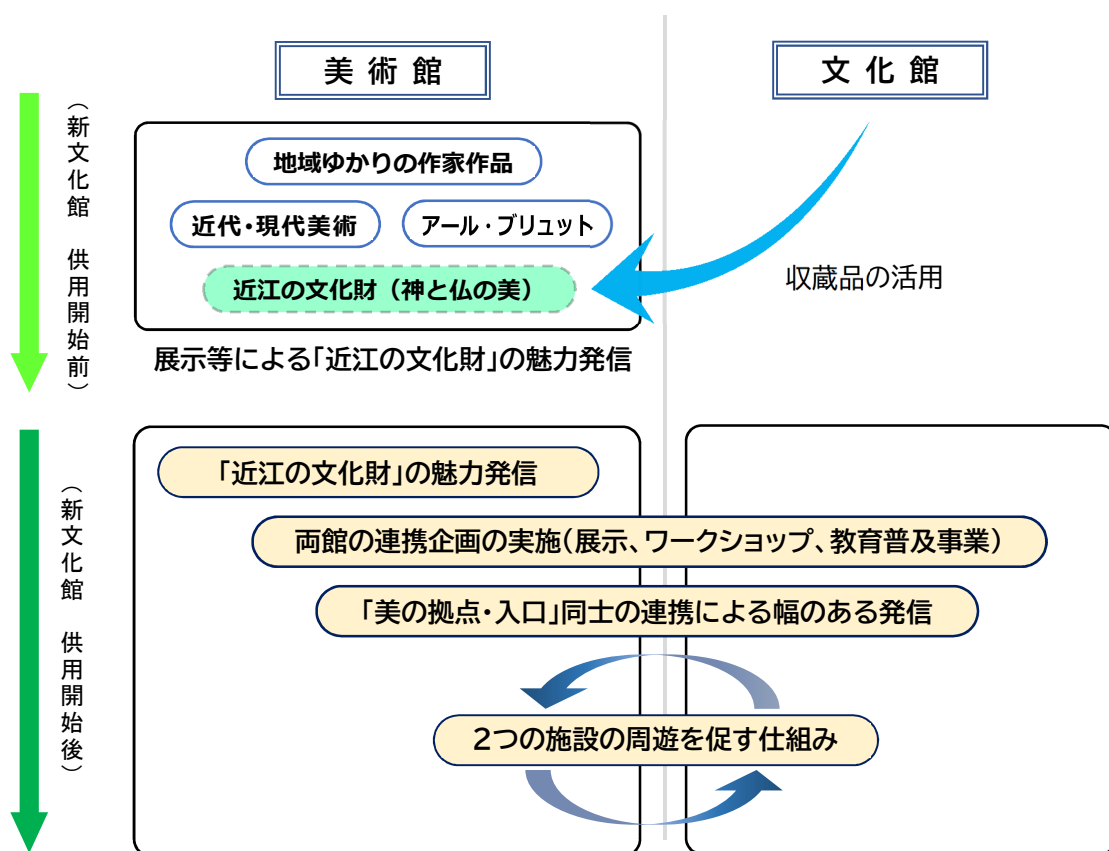 美術館
文化館
（新文化館　供用開始前）
地域ゆかりの作家作品
近代・現代美術
アール・ブリュット
近江の文化財（神と仏の美）
収蔵品の活用
展示等による「近江の文化財」の魅力発信
（新文化館　供用開始後）
「近江の文化財」の魅力発信
両館の連携企画の実施（展示、ワークショップ、教育普及事業）
「美の拠点・入口」同士の連携による幅のある発信
2つの施設の周遊を促す仕組み